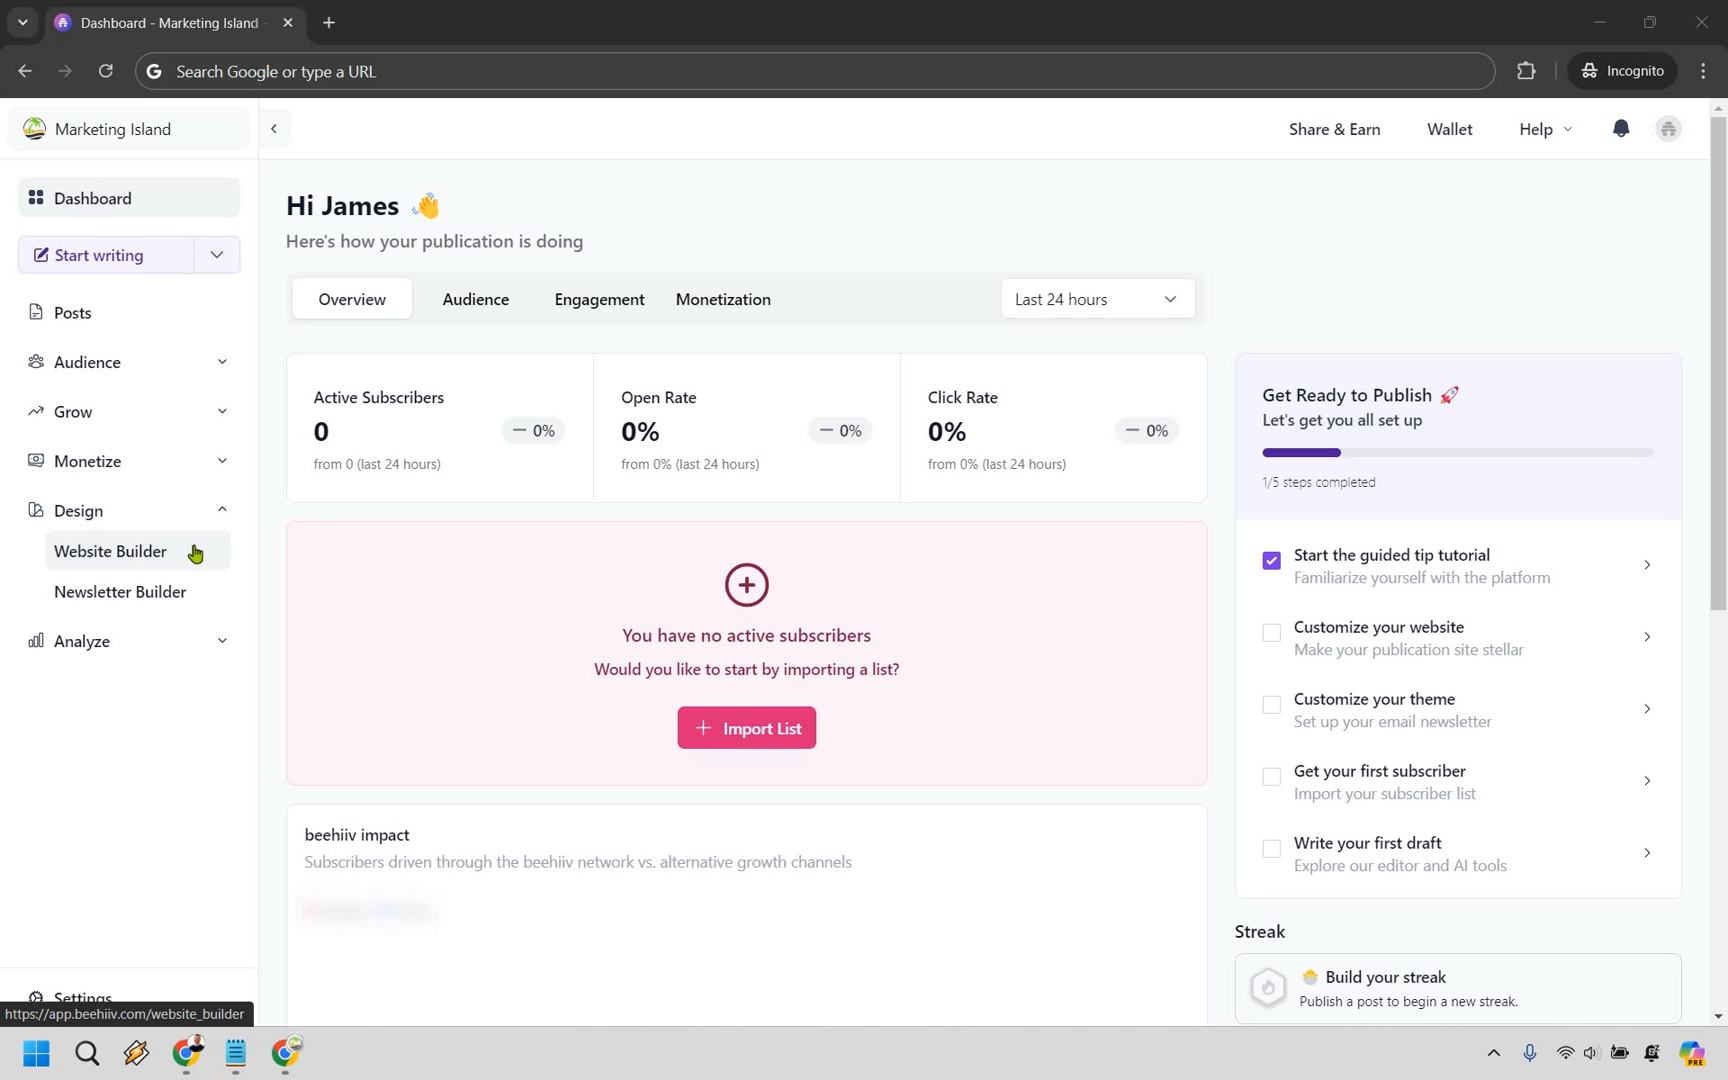 Dashboard - Marketing Island
Search Google or type a URL
Incognito
Marketing Island
Share & Earn
Wallet
Help
Dashboard
Start writing
Posts
Audience
Grow
Monetize
Design
Website Builder
Newsletter Builder
Analyze
Settings
https://app.beehiiv.com/website_builder
Hi James
Here's how your publication is doing
Overview
Audience
Engagement
Monetization
Last 24 hours
Active Subscribers
0
— 0%
from 0 (last 24 hours)
Open Rate
0%
— 0%
from 0% (last 24 hours)
Click Rate
0%
— 0%
from 0% (last 24 hours)
You have no active subscribers
Would you like to start by importing a list?
+ Import List
beehiiv impact
Subscribers driven through the beehiiv network vs. alternative growth channels
Get Ready to Publish
Let's get you all set up
1/5 steps completed
Start the guided tip tutorial
Familiarize yourself with the platform
Customize your website
Make your publication site stellar
Customize your theme
Set up your email newsletter
Get your first subscriber
Import your subscriber list
Write your first draft
Explore our editor and AI tools
Streak
Build your streak
Publish a post to begin a new streak.
PRE